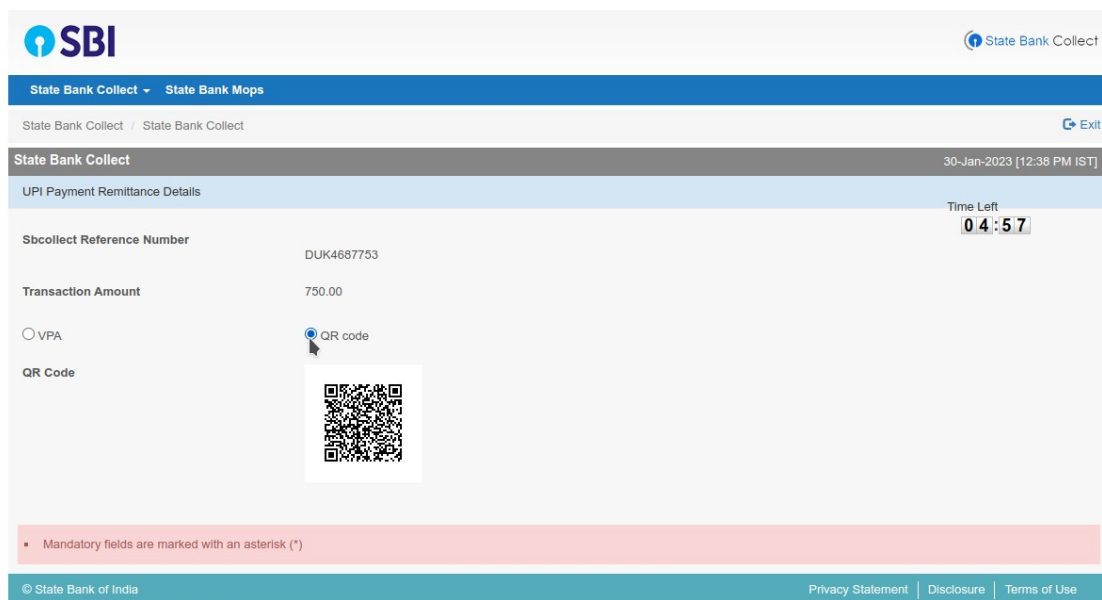 SBI
State Bank Collect
State Bank Collect State Bank Mops
State Bank Collect / State Bank Collect
Exit
State Bank Collect
30-Jan-2023 [12:38 PM IST]
UPI Payment Remittance Details
Time Left
04:57
Sbcollect Reference Number
DUK4687753
Transaction Amount 750.00
VPA QR code
QR Code
Mandatory fields are marked with an asterisk (*)
© State Bank of India
Privacy Statement | Disclosure | Terms of Use